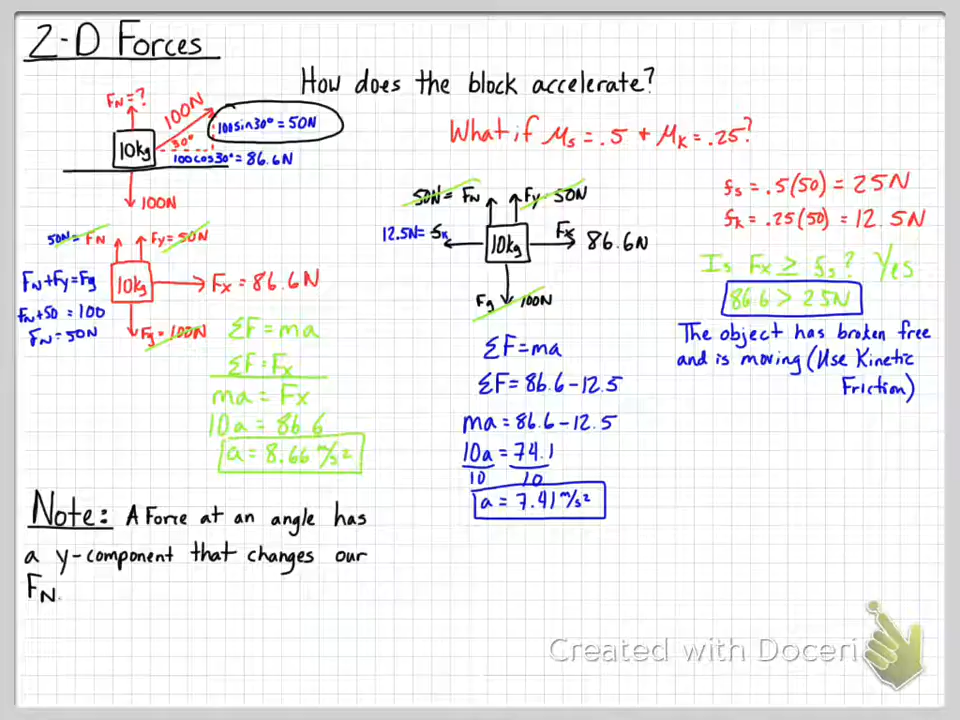 2-D Forces
How does the block accelerate?
FN=?
100N
100sin30°=50N
30°
10kg
100cos30°=86.6N
100N
What if μs = .5 + μk = .25?
50N = FN
Fy = 50N
FN+Fy=Fg
10kg
Fx = 86.6N
FN+50 = 100
FN = 50N
Fg = 100N
ΣF = ma
ΣF = Fx
ma = Fx
10a = 86.6
a = 8.66 m/s²
50N = FN
Fy = 50N
12.5N = fk
10kg
Fx
86.6N
Fg
100N
ΣF = ma
ΣF = 86.6 - 12.5
ma = 86.6 - 12.5
10a = 74.1
10 10
a = 7.41 m/s²
fs = .5(50) = 25N
fk = .25(50) = 12.5N
Is Fx ≥ fs? Yes
86.6 > 25N
The object has broken free
and is moving (Use Kinetic
Friction)
Note: A Force at an angle has
a y-component that changes our
FN.
Created with Doceri